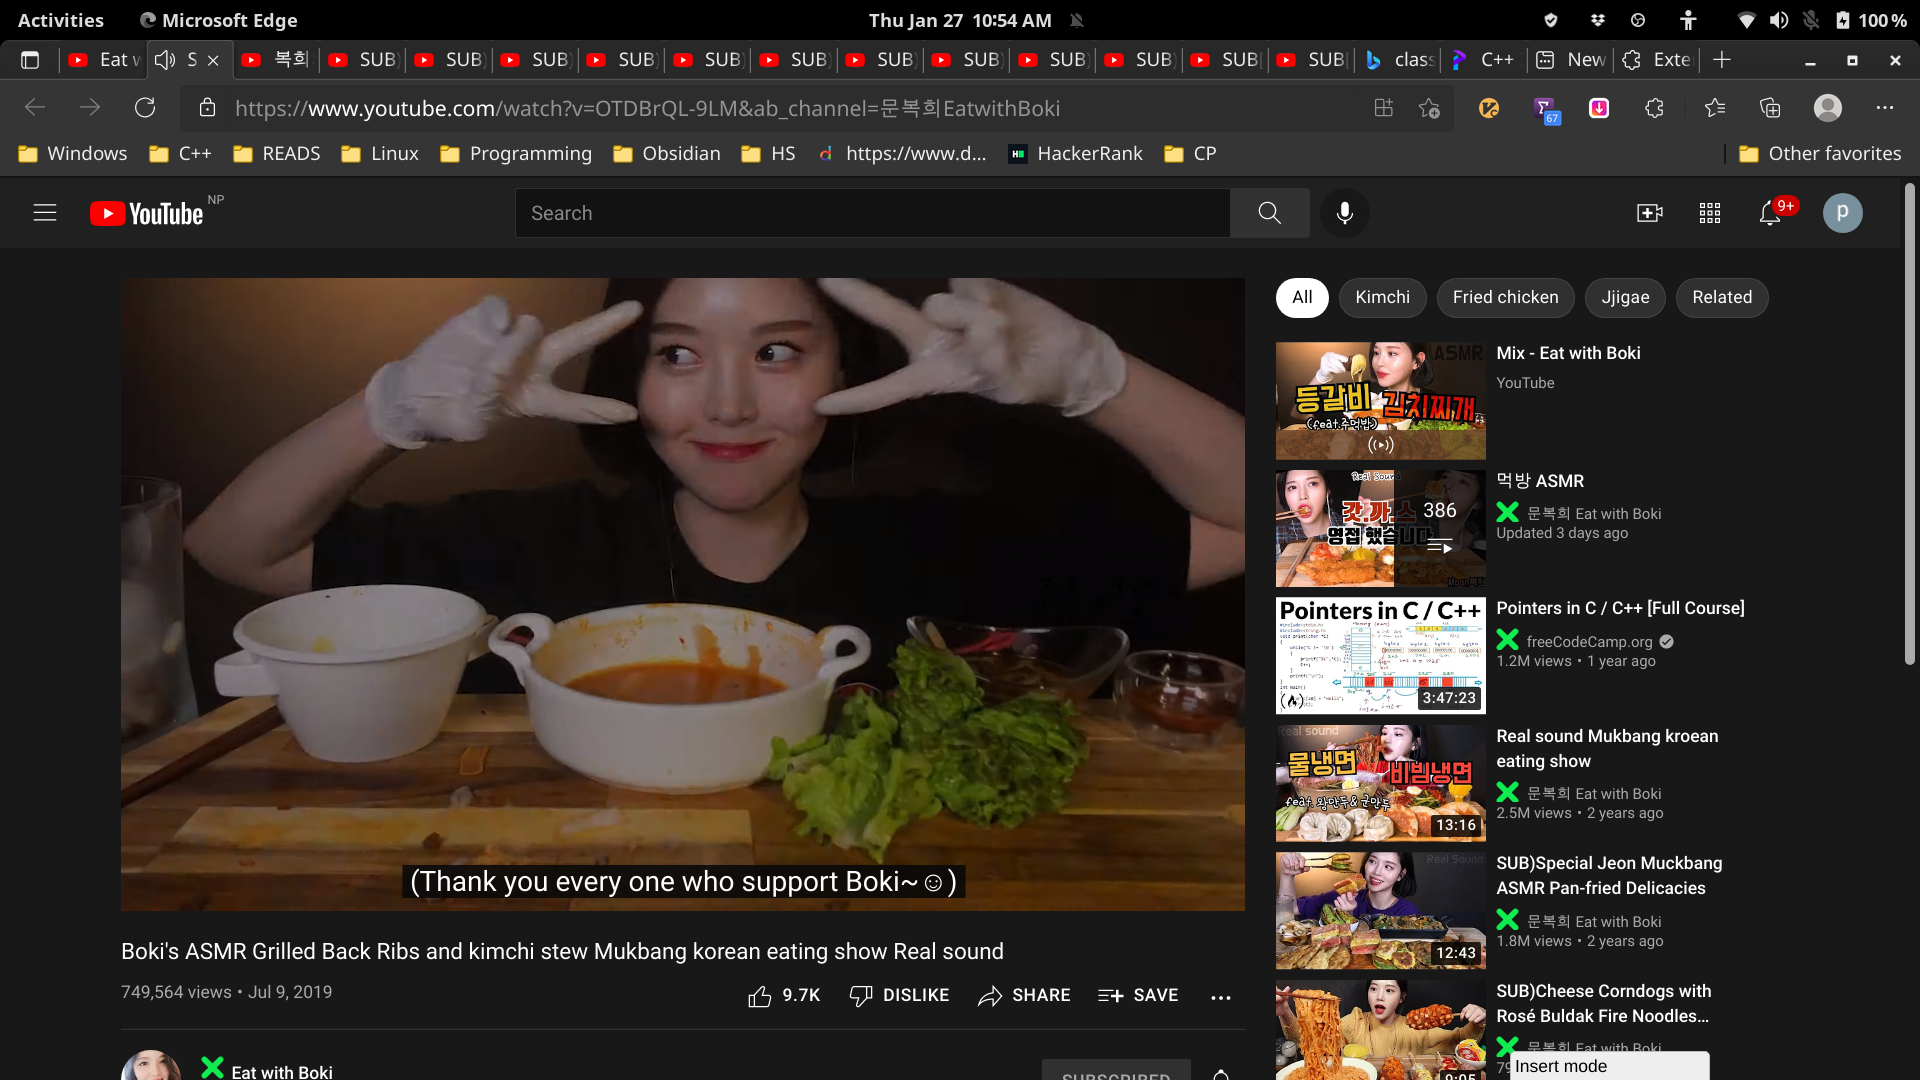 Activities
Microsoft Edge
Thu Jan 27 10:54 AM
100 %
Eat w
S
복희
SUB)
SUB)
SUB)
SUB)
SUB)
SUB)
SUB)
SUB)
SUB)
SUB)
SUB[
SUB[
class
C++
New
Exte
https://www.youtube.com/watch?v=OTDBrQL-9LM&ab_channel=문복희EatwithBoki
67
Windows
C++
READS
Linux
Programming
Obsidian
HS
https://www.d...
HackerRank
CP
Other favorites
YouTube NP
Search
9+
p
(Thank you every one who support Boki~☺)
Boki's ASMR Grilled Back Ribs and kimchi stew Mukbang korean eating show Real sound
749,564 views • Jul 9, 2019
9.7K
DISLIKE
SHARE
SAVE
Eat with Boki
SUBSCRIBED
All
Kimchi
Fried chicken
Jjigae
Related
ASMR
등갈비 김치찌개
(feat.주먹밥)
Mix - Eat with Boki
YouTube
Real Sound
갓.까.스
영접 했습니다
386
Moon복희
먹방 ASMR
문복희 Eat with Boki
Updated 3 days ago
Pointers in C / C++
3:47:23
Pointers in C / C++ [Full Course]
freeCodeCamp.org
1.2M views • 1 year ago
Real sound
물냉면
비빔냉면
feat. 왕만두 & 군만두
13:16
Real sound Mukbang kroean
eating show
문복희 Eat with Boki
2.5M views • 2 years ago
Real Sound
12:43
SUB)Special Jeon Muckbang
ASMR Pan-fried Delicacies
문복희 Eat with Boki
1.8M views • 2 years ago
9:05
SUB)Cheese Corndogs with
Rosé Buldak Fire Noodles…
문복희 Eat with Boki
Insert mode